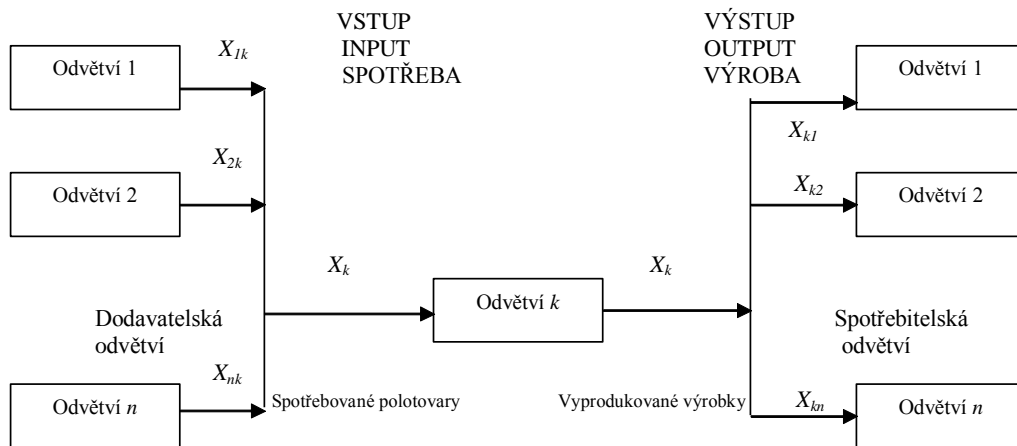 VSTUP
INPUT
SPOTŘEBA
VÝSTUP
OUTPUT
VÝROBA
Odvětví 1
X1k
Odvětví 1
Xk1
Odvětví 2
X2k
Odvětví 2
Xk2
Xk
Odvětví k
Xk
Dodavatelská
odvětví
Spotřebitelská
odvětví
Odvětví n
Xnk
Spotřebované polotovary
Vyprodukované výrobky
Xkn
Odvětví n